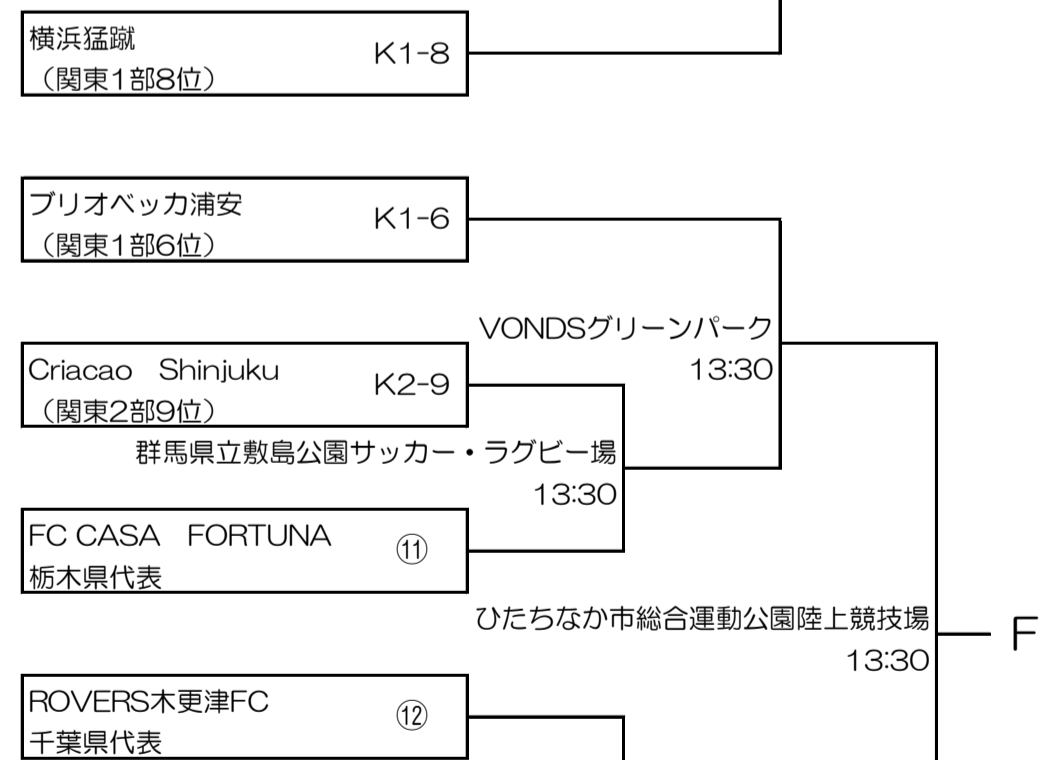 横浜猛蹴
（関東1部8位）
K1-8
ブリオベッカ浦安
（関東1部6位）
K1-6
VONDSグリーンパーク
13:30
Criacao　Shinjuku
（関東2部9位）
K2-9
群馬県立敷島公園サッカー・ラグビー場
13:30
FC CASA　FORTUNA
栃木県代表
⑪
ひたちなか市総合運動公園陸上競技場
13:30
F
ROVERS木更津FC
千葉県代表
⑫